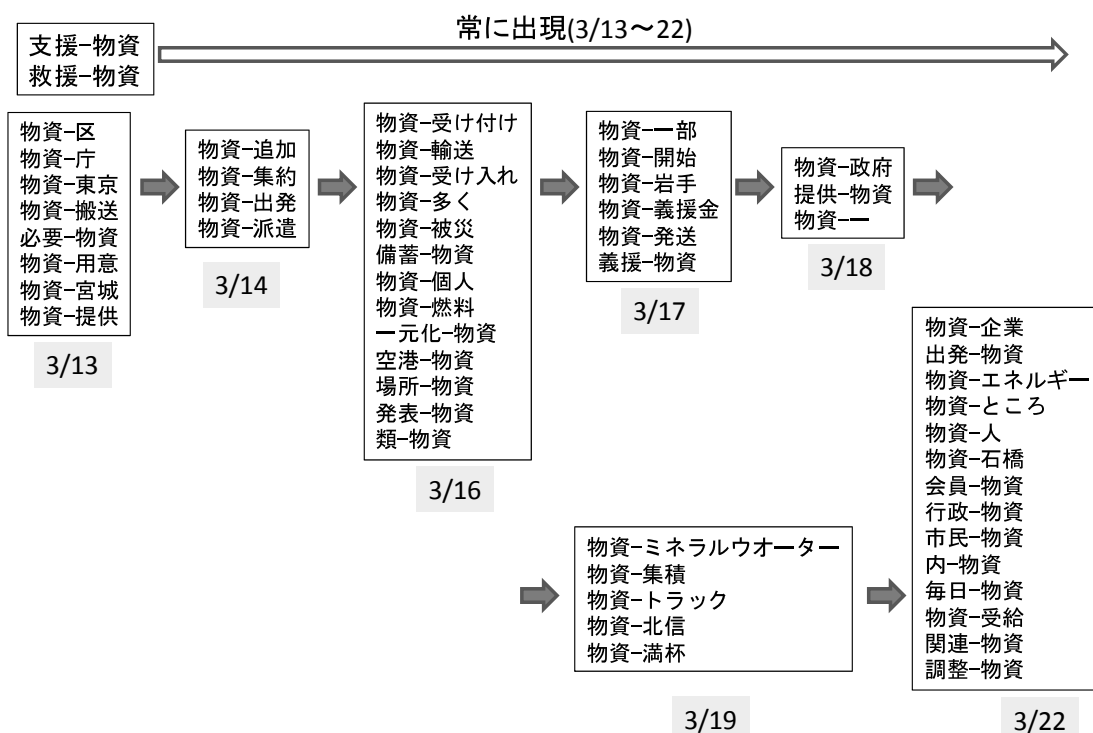 常に出現(3/13～22)
支援−物資
救援−物資
物資−区
物資−庁
物資−東京
物資−搬送
必要−物資
物資−用意
物資−宮城
物資−提供
3/13
物資−追加
物資−集約
物資−出発
物資−派遣
3/14
物資−受け付け
物資−輸送
物資−受け入れ
物資−多く
物資−被災
備蓄−物資
物資−個人
物資−燃料
一元化−物資
空港−物資
場所−物資
発表−物資
類−物資
3/16
物資−一部
物資−開始
物資−岩手
物資−義援金
物資−発送
義援−物資
3/17
物資−政府
提供−物資
物資−一
3/18
物資−ミネラルウオーター
物資−集積
物資−トラック
物資−北信
物資−満杯
3/19
物資−企業
出発−物資
物資−エネルギー
物資−ところ
物資−人
物資−石橋
会員−物資
行政−物資
市民−物資
内−物資
毎日−物資
物資−受給
関連−物資
調整−物資
3/22